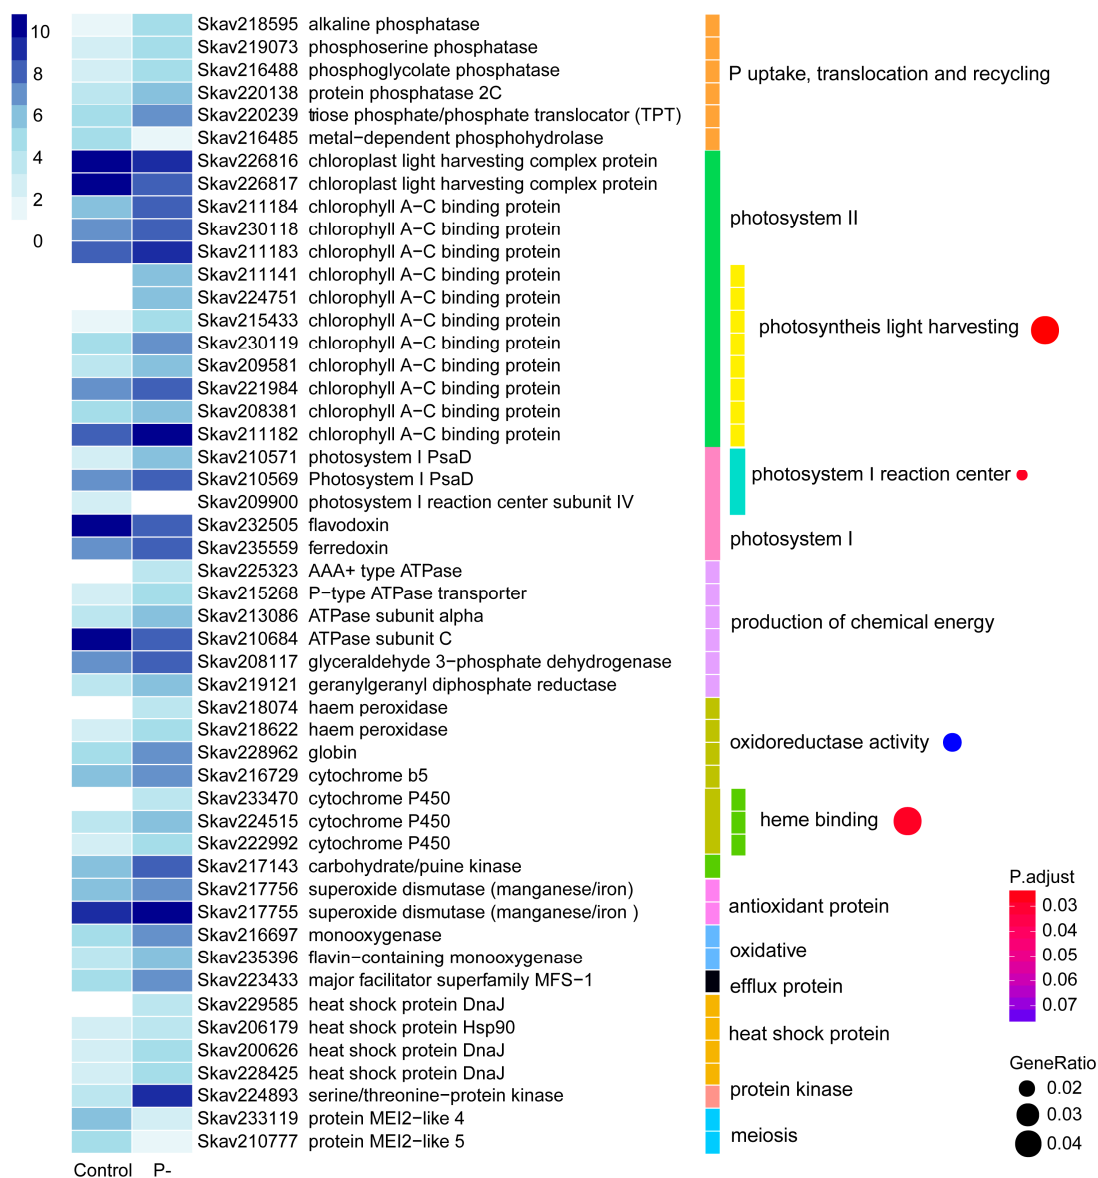 10
8
6
4
2
0
Skav218595 alkaline phosphatase
Skav219073 phosphoserine phosphatase
Skav216488 phosphoglycolate phosphatase
Skav220138 protein phosphatase 2C
Skav220239 triose phosphate/phosphate translocator (TPT)
Skav216485 metal−dependent phosphohydrolase
Skav226816 chloroplast light harvesting complex protein
Skav226817 chloroplast light harvesting complex protein
Skav211184 chlorophyll A−C binding protein
Skav230118 chlorophyll A−C binding protein
Skav211183 chlorophyll A−C binding protein
Skav211141 chlorophyll A−C binding protein
Skav224751 chlorophyll A−C binding protein
Skav215433 chlorophyll A−C binding protein
Skav230119 chlorophyll A−C binding protein
Skav209581 chlorophyll A−C binding protein
Skav221984 chlorophyll A−C binding protein
Skav208381 chlorophyll A−C binding protein
Skav211182 chlorophyll A−C binding protein
Skav210571 photosystem I PsaD
Skav210569 Photosystem I PsaD
Skav209900 photosystem I reaction center subunit IV
Skav232505 flavodoxin
Skav235559 ferredoxin
Skav225323 AAA+ type ATPase
Skav215268 P−type ATPase transporter
Skav213086 ATPase subunit alpha
Skav210684 ATPase subunit C
Skav208117 glyceraldehyde 3−phosphate dehydrogenase
Skav219121 geranylgeranyl diphosphate reductase
Skav218074 haem peroxidase
Skav218622 haem peroxidase
Skav228962 globin
Skav216729 cytochrome b5
Skav233470 cytochrome P450
Skav224515 cytochrome P450
Skav222992 cytochrome P450
Skav217143 carbohydrate/puine kinase
Skav217756 superoxide dismutase (manganese/iron)
Skav217755 superoxide dismutase (manganese/iron )
Skav216697 monooxygenase
Skav235396 flavin−containing monooxygenase
Skav223433 major facilitator superfamily MFS−1
Skav229585 heat shock protein DnaJ
Skav206179 heat shock protein Hsp90
Skav200626 heat shock protein DnaJ
Skav228425 heat shock protein DnaJ
Skav224893 serine/threonine−protein kinase
Skav233119 protein MEI2−like 4
Skav210777 protein MEI2−like 5
Control P-
P uptake, translocation and recycling
photosystem II
photosyntheis light harvesting
photosystem I reaction center
photosystem I
production of chemical energy
oxidoreductase activity
heme binding
antioxidant protein
oxidative
efflux protein
heat shock protein
protein kinase
meiosis
P.adjust
0.03
0.04
0.05
0.06
0.07
GeneRatio
0.02
0.03
0.04